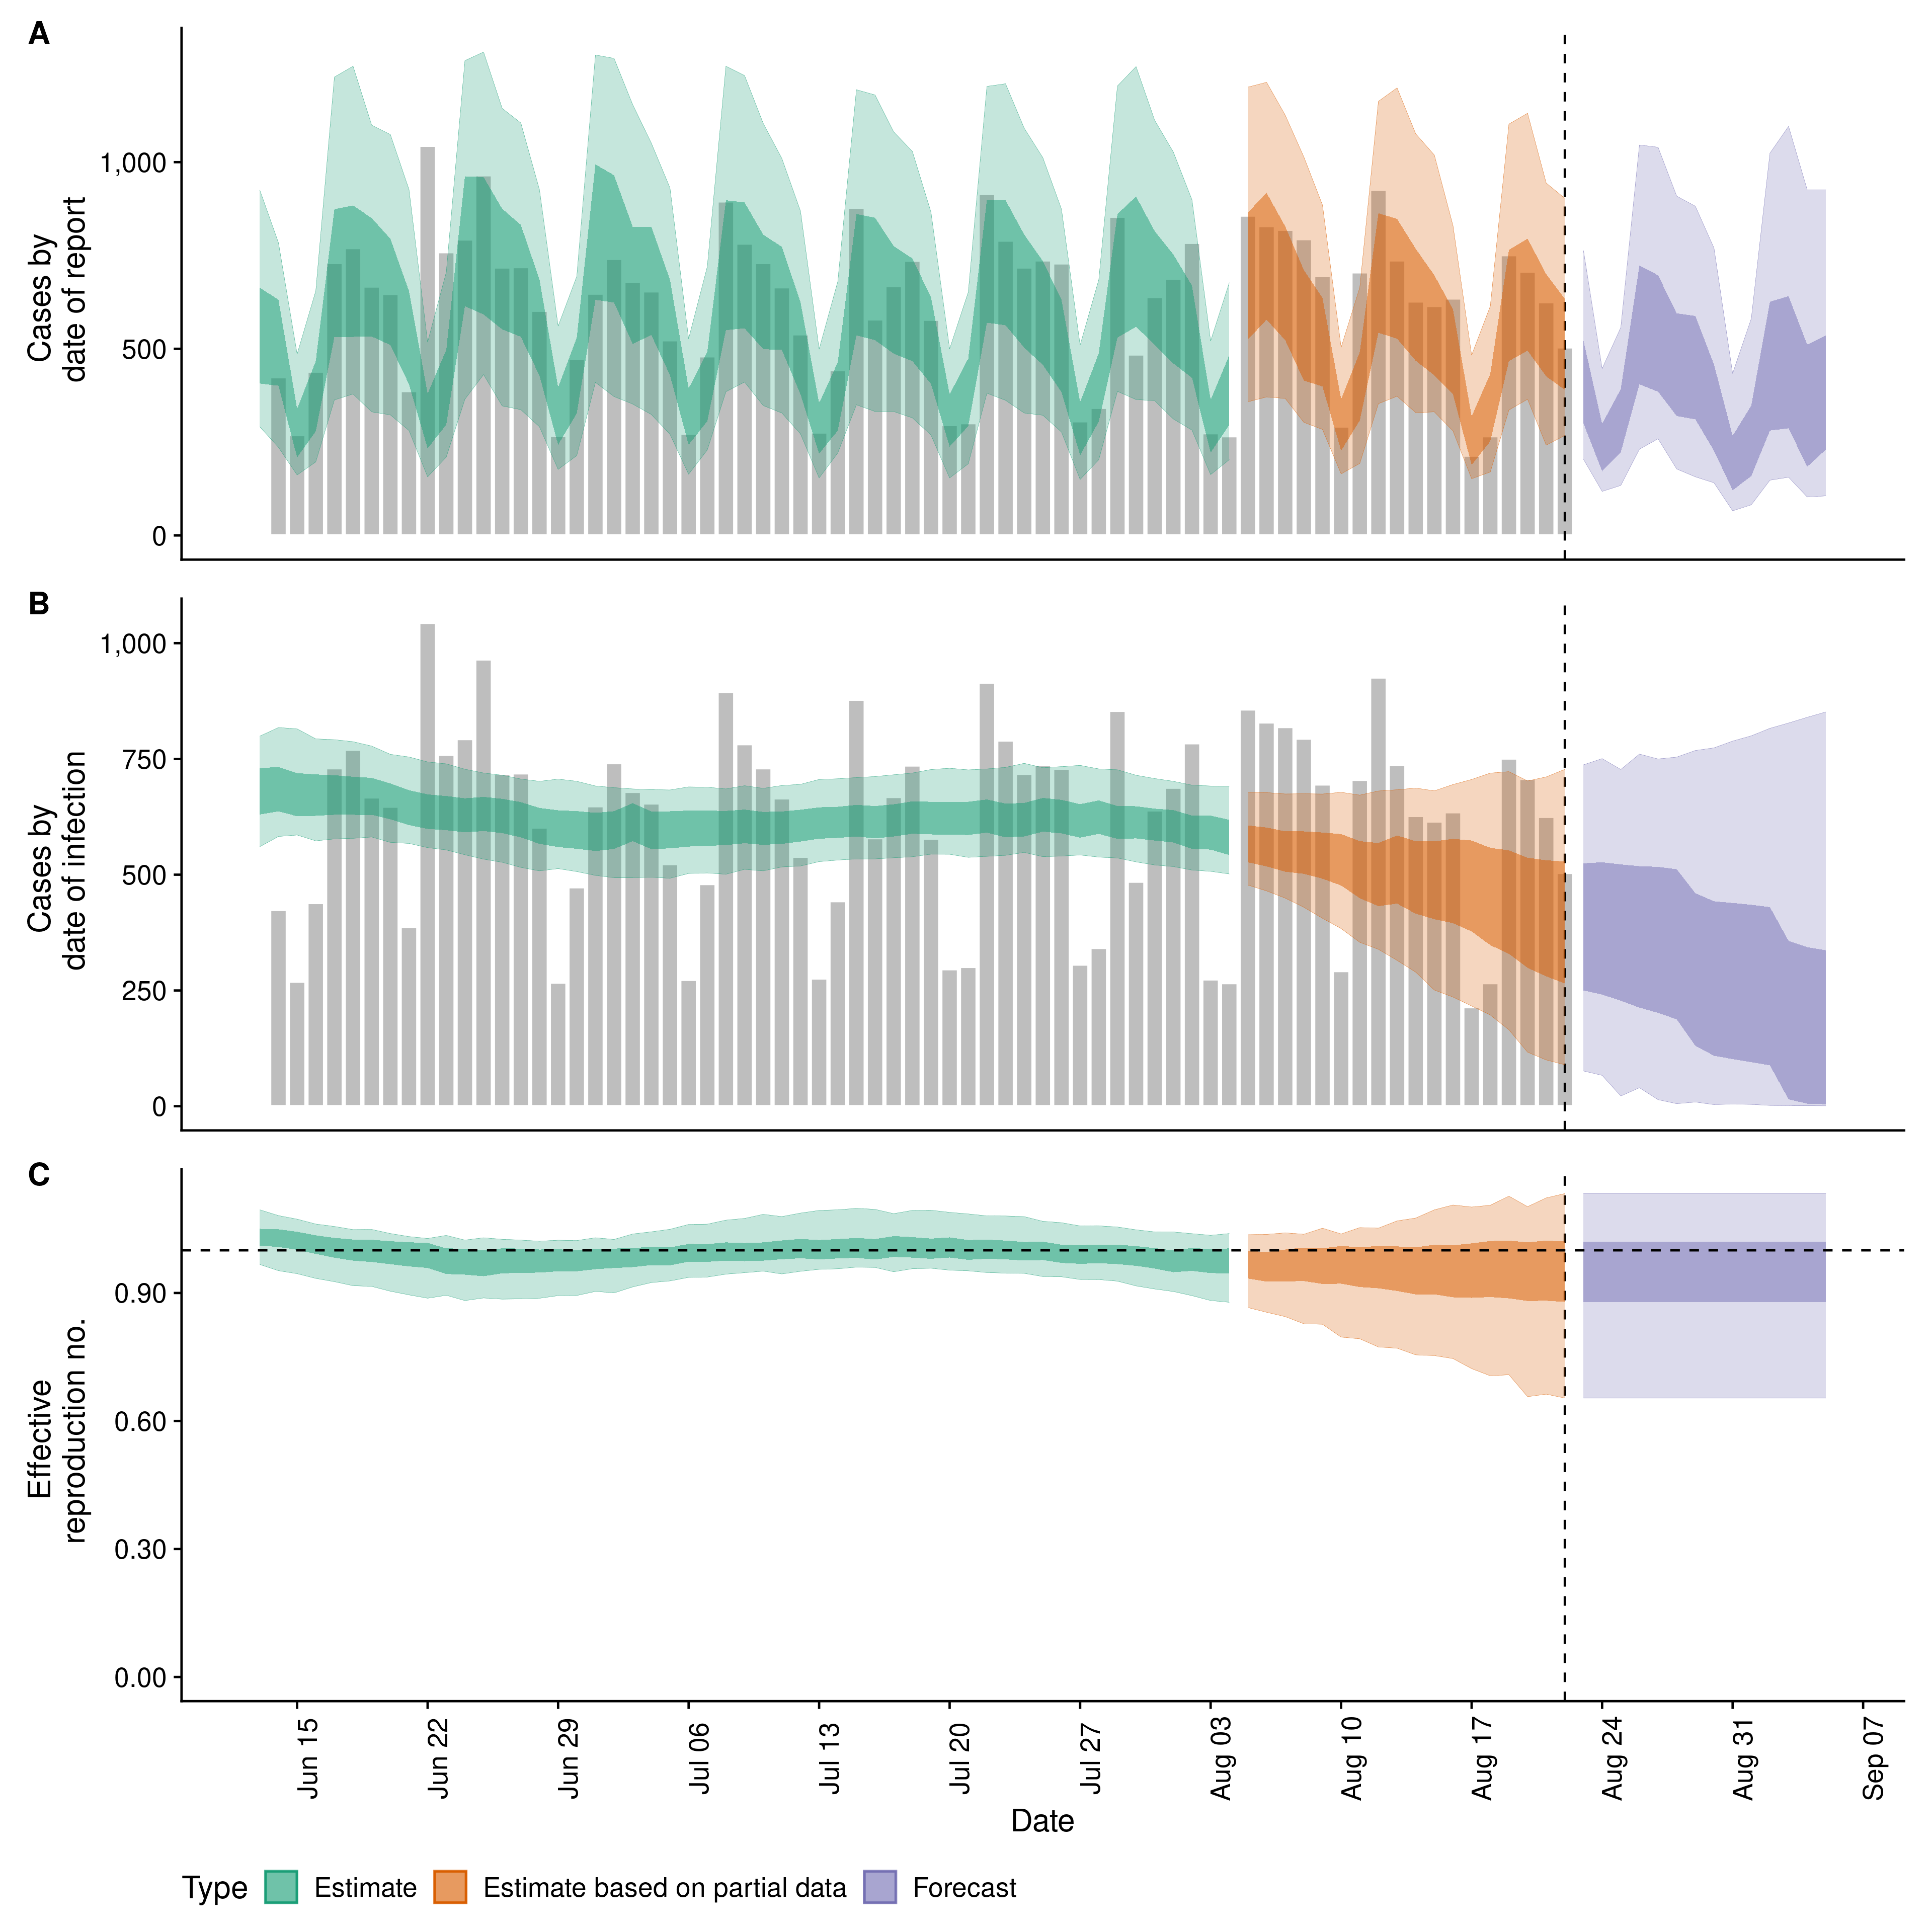 A
Cases by
date of report
1,000
500
0
B
Cases by
date of infection
1,000
750
500
250
0
C
Effective
reproduction no.
0.90
0.60
0.30
0.00
Jun 15
Jun 22
Jun 29
Jul 06
Jul 13
Jul 20
Jul 27
Aug 03
Aug 10
Aug 17
Aug 24
Aug 31
Sep 07
Date
Type Estimate Estimate based on partial data Forecast